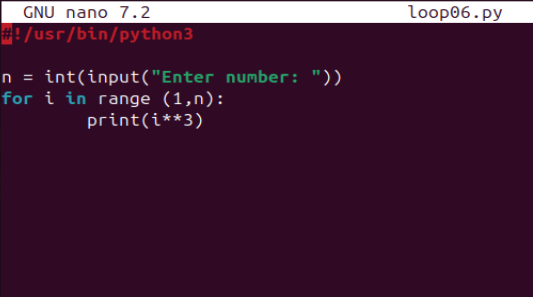 GNU nano 7.2 loop06.py
#!/usr/bin/python3
n = int(input("Enter number: "))
for i in range (1,n):
        print(i**3)